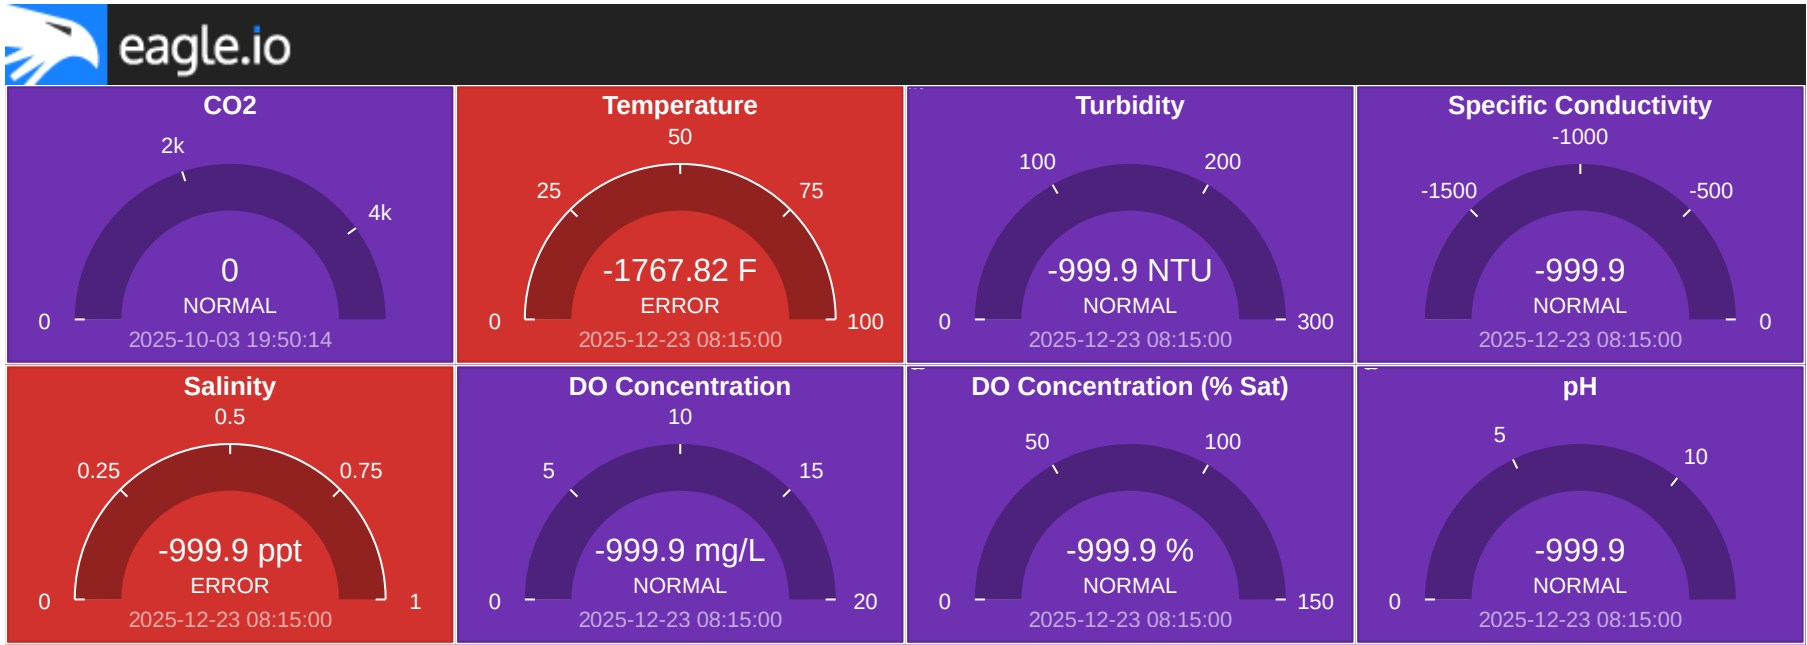 eagle.io
CO2
2k
4k
0
NORMAL
0
2025-10-03 19:50:14
Temperature
50
25
75
-1767.82 F
ERROR
0
100
2025-12-23 08:15:00
Turbidity
100
200
-999.9 NTU
NORMAL
0
300
2025-12-23 08:15:00
Specific Conductivity
-1000
-1500
-500
-999.9
NORMAL
0
2025-12-23 08:15:00
Salinity
0.5
0.25
0.75
-999.9 ppt
ERROR
0
1
2025-12-23 08:15:00
DO Concentration
10
5
15
-999.9 mg/L
NORMAL
0
20
2025-12-23 08:15:00
DO Concentration (% Sat)
50
100
-999.9 %
NORMAL
0
150
2025-12-23 08:15:00
pH
5
10
-999.9
NORMAL
0
2025-12-23 08:15:00